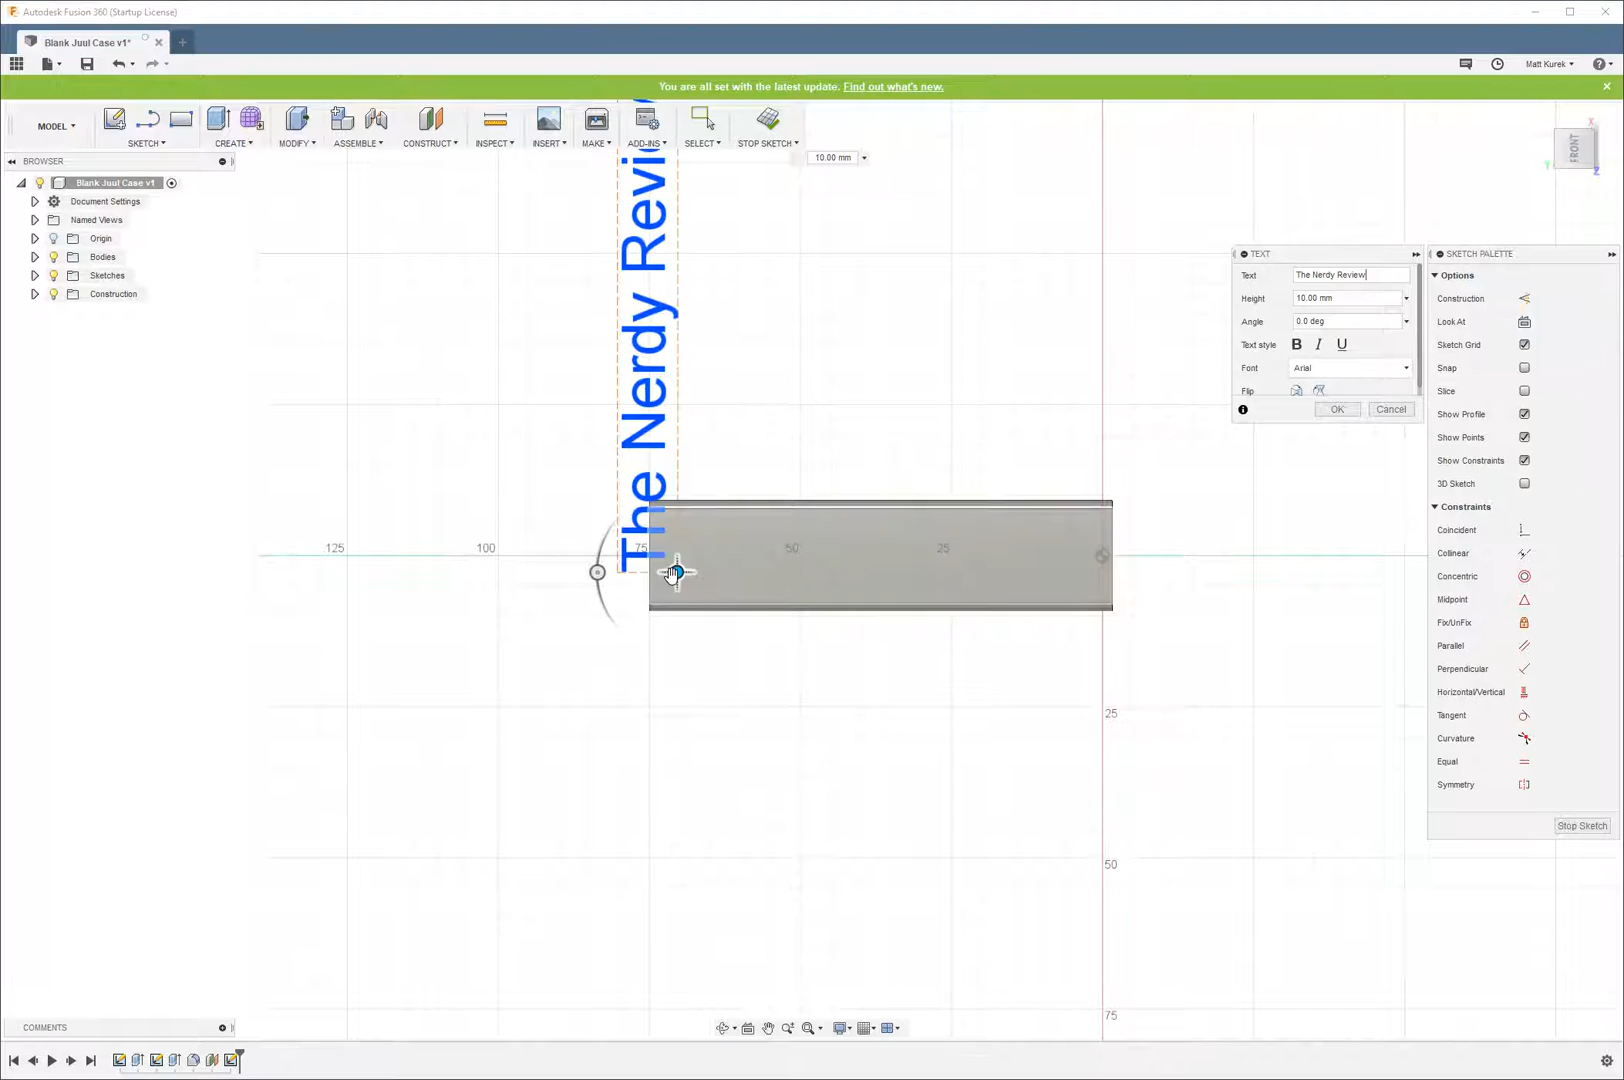 Autodesk Fusion 360 (Startup License)
Blank Juul Case v1*
Matt Kurek
You are all set with the latest update. Find out what's new.
MODEL
SKETCH
CREATE
MODIFY
ASSEMBLE
CONSTRUCT
INSPECT
INSERT
MAKE
ADD-INS
SELECT
STOP SKETCH
10.00 mm
BROWSER
Blank Juul Case v1
Document Settings
Named Views
Origin
Bodies
Sketches
Construction
FRONT
X
Y
Z
The Nerdy Revi
125
100
75
50
25
25
50
75
TEXT
Text
The Nerdy Review
Height
10.00 mm
Angle
0.0 deg
Text style
B I U
Font
Arial
Flip
OK
Cancel
SKETCH PALETTE
Options
Construction
Look At
Sketch Grid
Snap
Slice
Show Profile
Show Points
Show Constraints
3D Sketch
Constraints
Coincident
Collinear
Concentric
Midpoint
Fix/UnFix
Parallel
Perpendicular
Horizontal/Vertical
Tangent
Curvature
Equal
Symmetry
Stop Sketch
COMMENTS